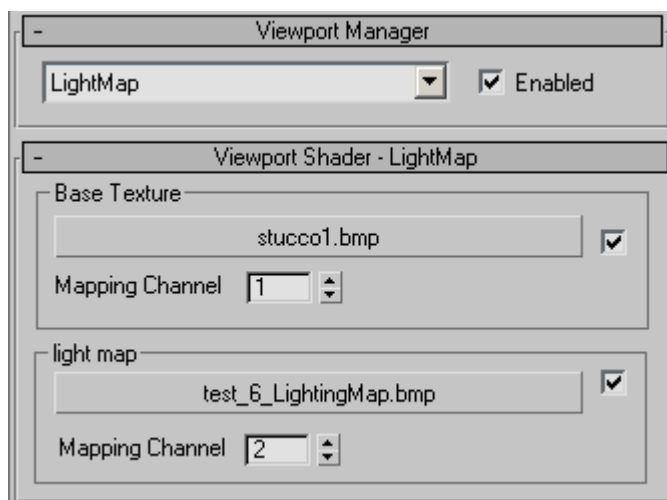 - Viewport Manager
LightMap Enabled
- Viewport Shader - LightMap
Base Texture
stucco1.bmp
Mapping Channel 1
light map
test_6_LightingMap.bmp
Mapping Channel 2